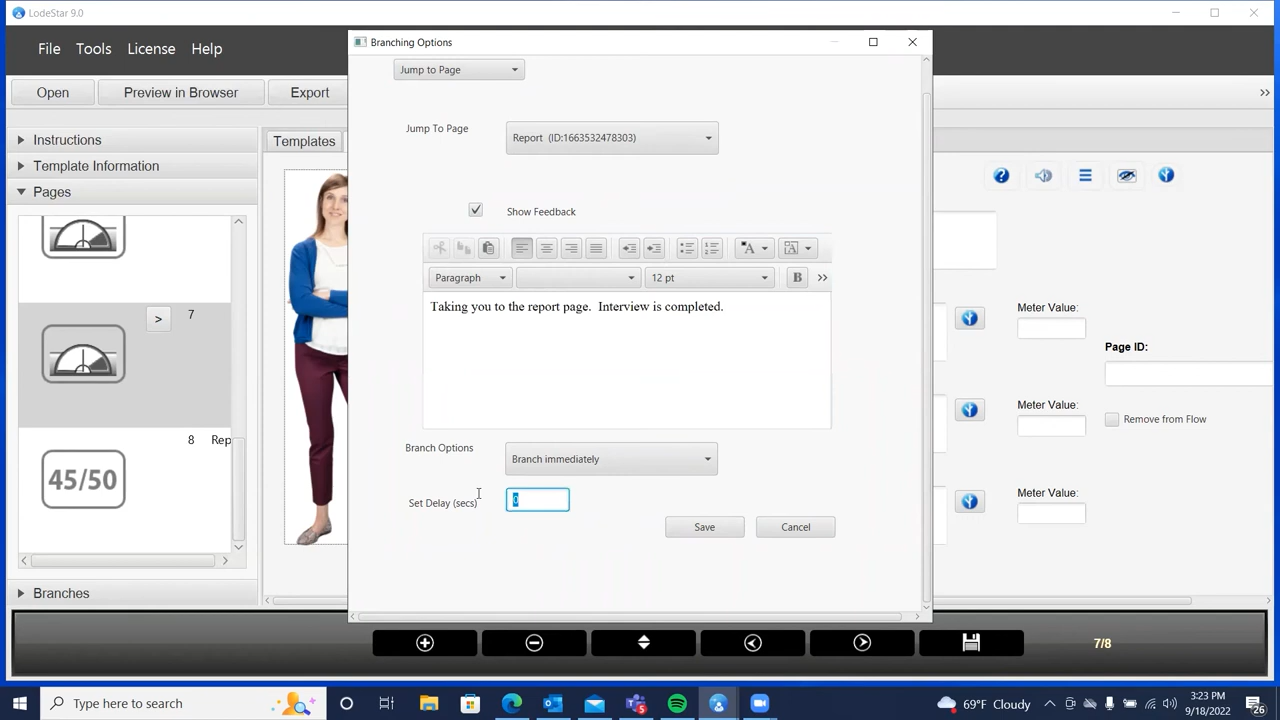 LodeStar 9.0
File Tools License Help
Open Preview in Browser Export
Instructions
Template Information
Pages
7
8 Rep
45/50
Branches
Templates
Branching Options
Jump to Page
Jump To Page Report (ID:1663532478303)
Show Feedback
Paragraph 12 pt B
Taking you to the report page. Interview is completed.
Branch Options Branch immediately
Set Delay (secs) 0
Save Cancel
Meter Value:
Page ID:
Meter Value:
Remove from Flow
Meter Value:
7/8
Type here to search
69°F Cloudy
3:23 PM
9/18/2022
26